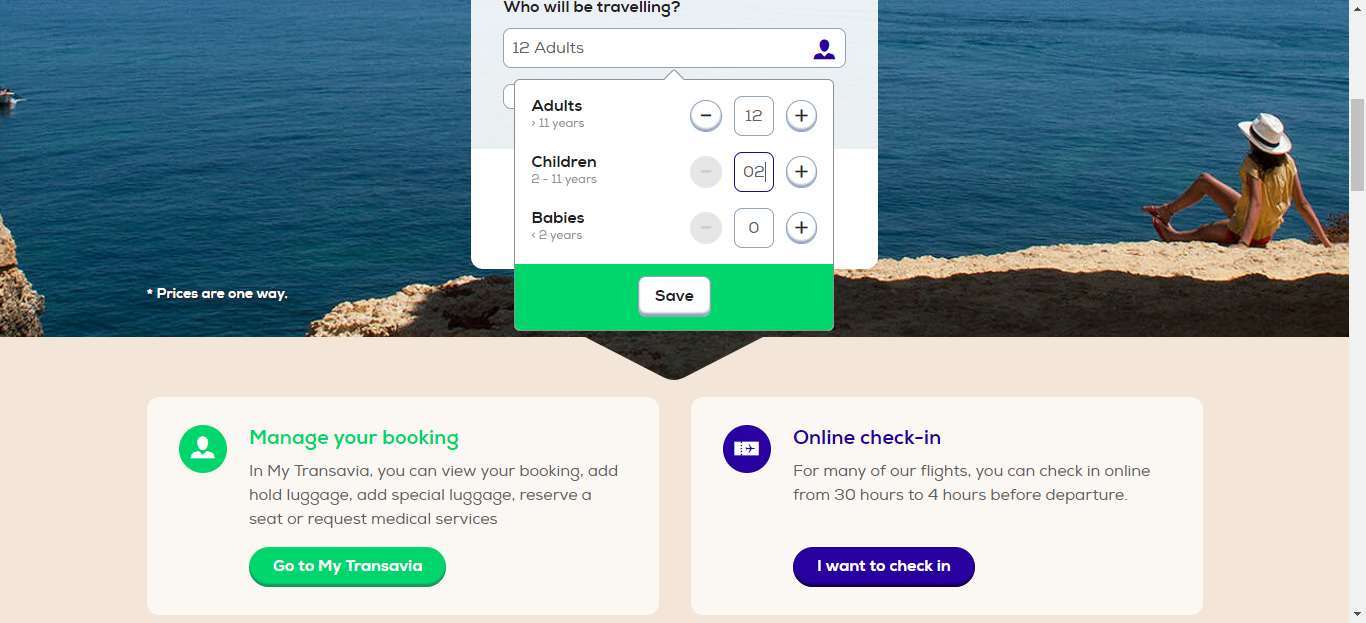 Who will be travelling?
12 Adults
Adults
> 11 years
12
Children
2 - 11 years
02
Babies
< 2 years
0
Save
* Prices are one way.
Manage your booking
In My Transavia, you can view your booking, add
hold luggage, add special luggage, reserve a
seat or request medical services
Go to My Transavia
Online check-in
For many of our flights, you can check in online
from 30 hours to 4 hours before departure.
I want to check in